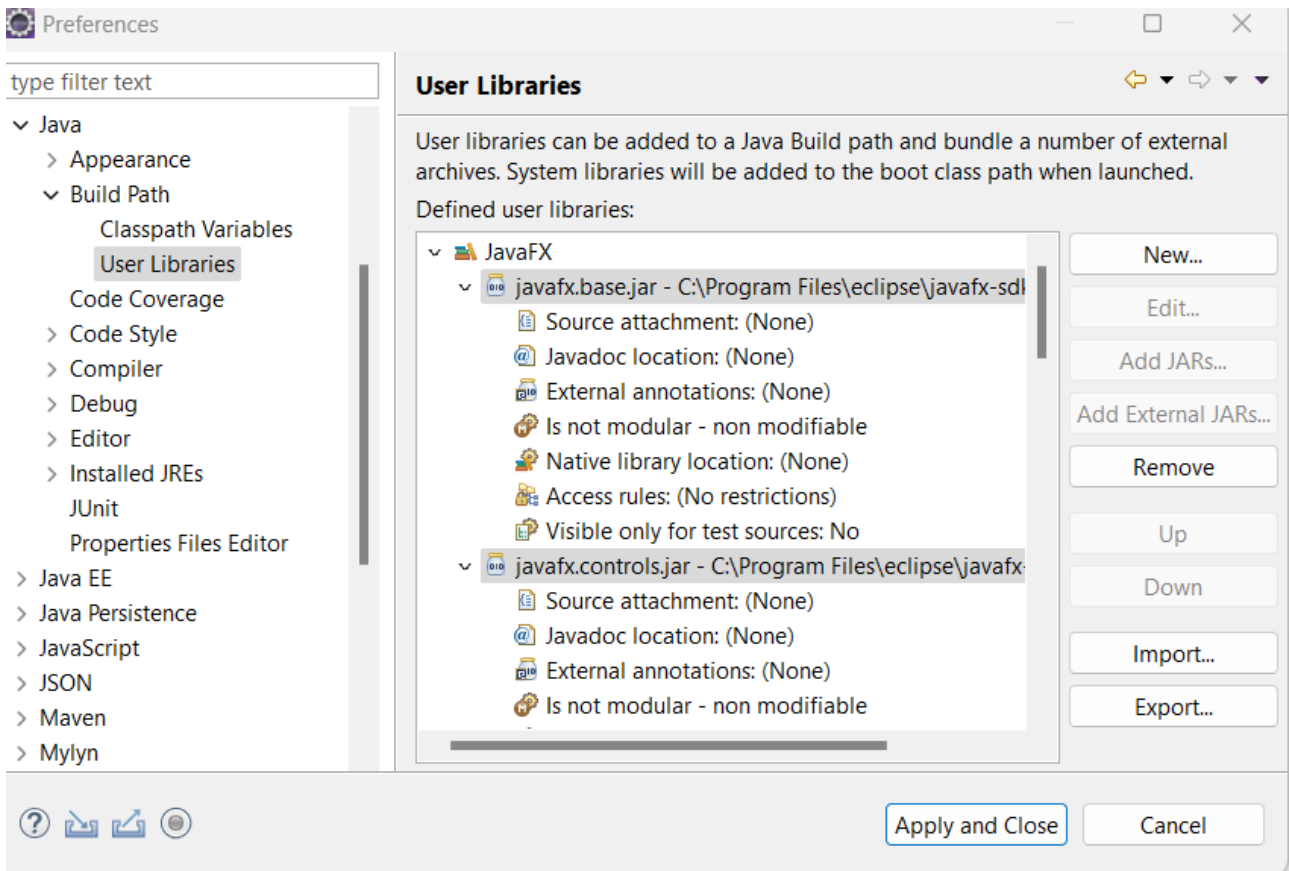 Preferences
type filter text
Java
Appearance
Build Path
Classpath Variables
User Libraries
Code Coverage
Code Style
Compiler
Debug
Editor
Installed JREs
JUnit
Properties Files Editor
Java EE
Java Persistence
JavaScript
JSON
Maven
Mylyn
User Libraries
User libraries can be added to a Java Build path and bundle a number of external
archives. System libraries will be added to the boot class path when launched.
Defined user libraries:
JavaFX
javafx.base.jar - C:\Program Files\eclipse\javafx-sd
Source attachment: (None)
Javadoc location: (None)
External annotations: (None)
Is not modular - non modifiable
Native library location: (None)
Access rules: (No restrictions)
Visible only for test sources: No
javafx.controls.jar - C:\Program Files\eclipse\javafx-
Source attachment: (None)
Javadoc location: (None)
External annotations: (None)
Is not modular - non modifiable
New...
Edit...
Add JARs...
Add External JARs...
Remove
Up
Down
Import...
Export...
Apply and Close
Cancel